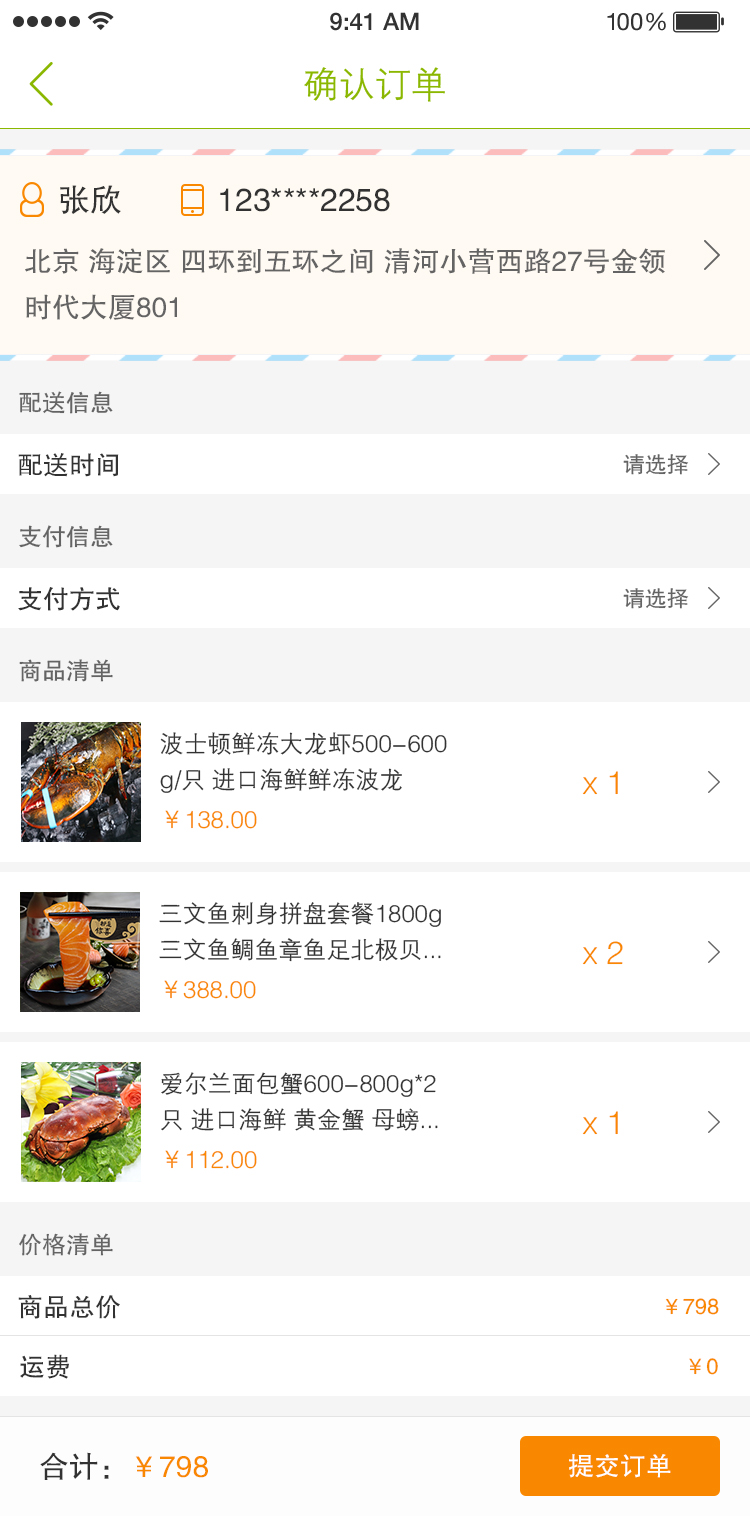 9:41 AM 100%
确认订单
张欣 123****2258
北京 海淀区 四环到五环之间 清河小营西路27号金领
时代大厦801
配送信息
配送时间 请选择
支付信息
支付方式 请选择
商品清单
波士顿鲜冻大龙虾500-600
g/只 进口海鲜鲜冻波龙
x 1
￥138.00
三文鱼刺身拼盘套餐1800g
三文鱼鲷鱼章鱼足北极贝...
x 2
￥388.00
爱尔兰面包蟹600-800g*2
只 进口海鲜 黄金蟹 母螃...
x 1
￥112.00
价格清单
商品总价 ￥798
运费 ￥0
合计：￥798 提交订单